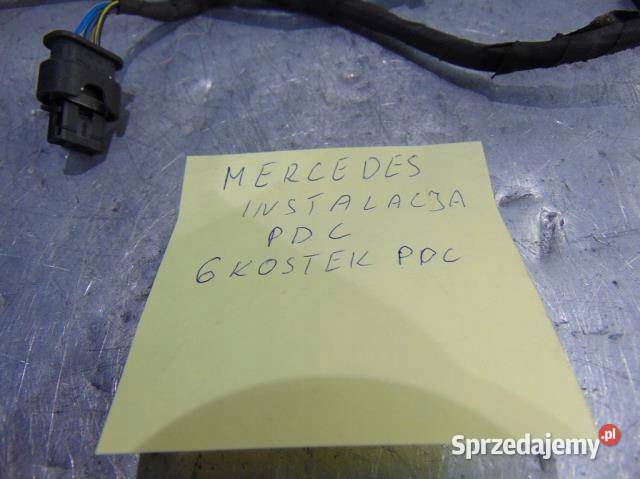 MERCEDES
INSTALACJA
PDC
6 KOSTEK PDC
Sprzedajemy.pl